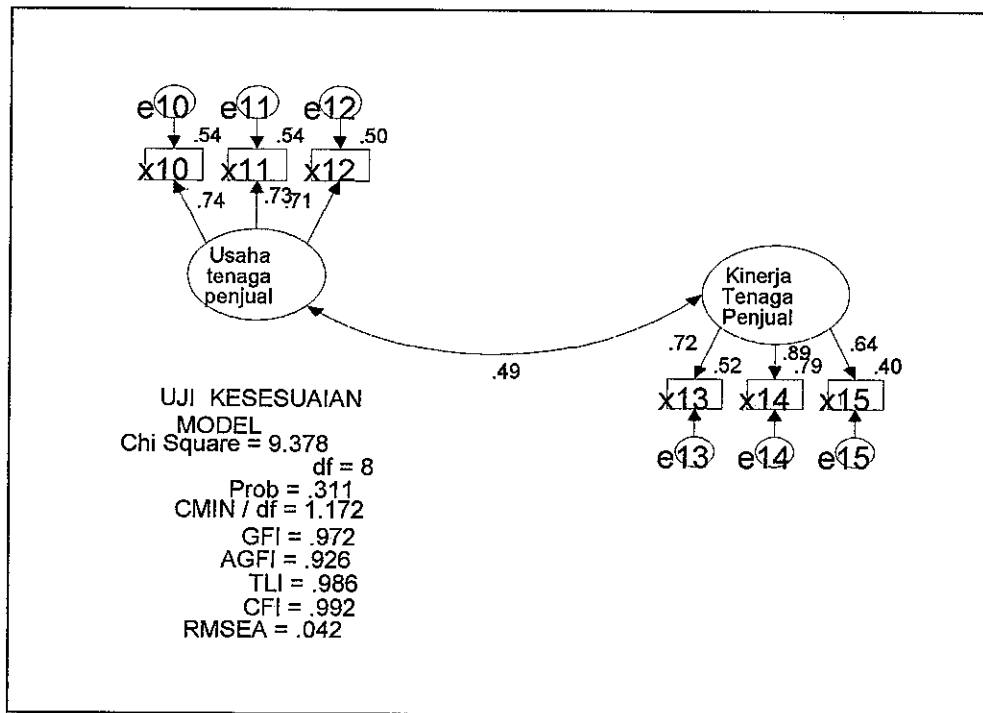 e10 e11 e12
.54 .54 .50
x10 x11 x12
.74 .73 .71
Usaha
tenaga
penjual
Kinerja
Tenaga
Penjual
.49
.72 .89 .64
.52 .79 .40
x13 x14 x15
e13 e14 e15
UJI KESESUAIAN
MODEL
Chi Square = 9.378
df = 8
Prob = .311
CMIN / df = 1.172
GFI = .972
AGFI = .926
TLI = .986
CFI = .992
RMSEA = .042